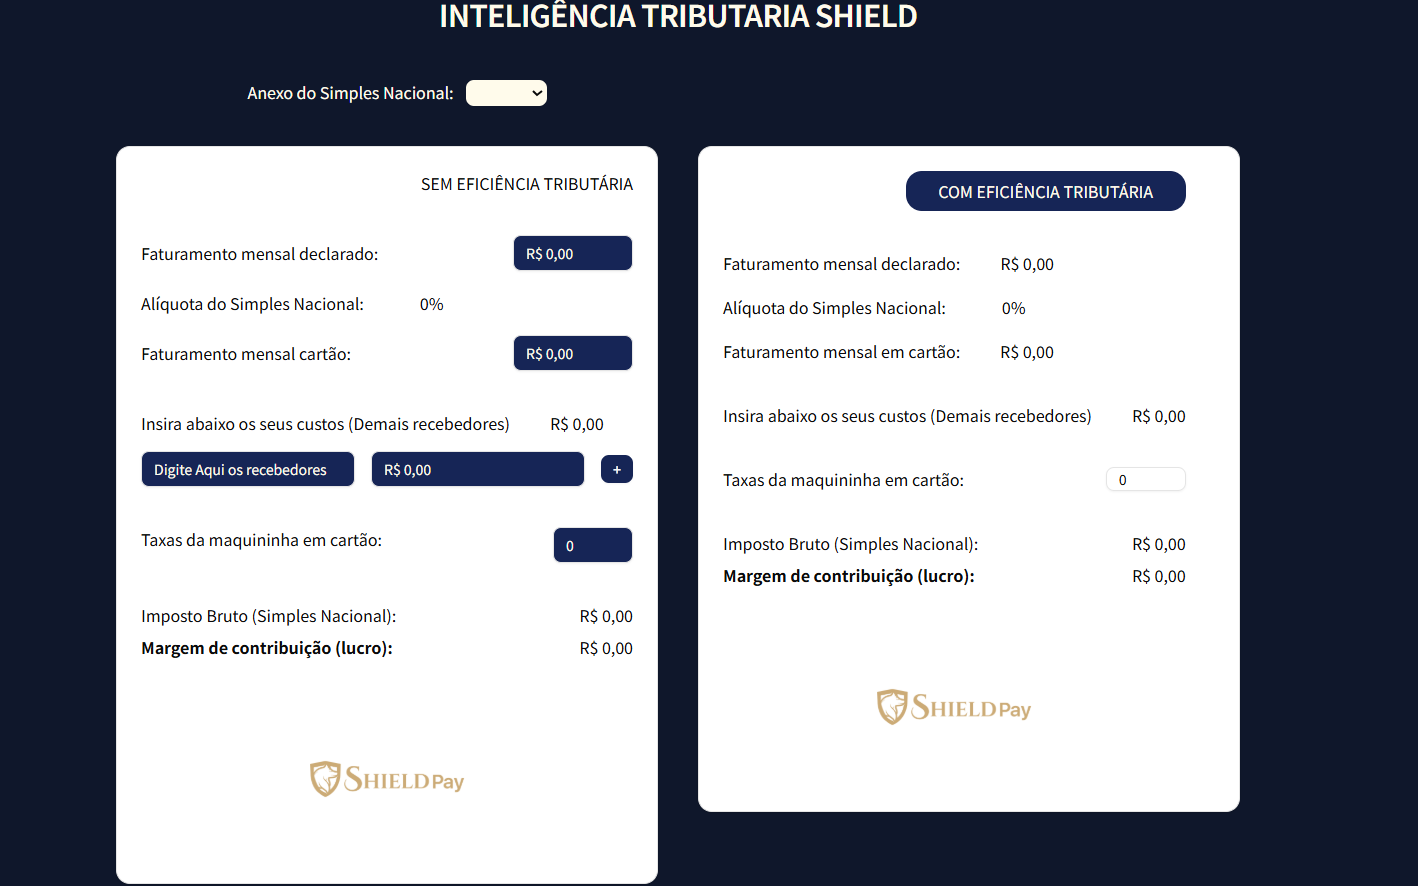 INTELIGÊNCIA TRIBUTARIA SHIELD
Anexo do Simples Nacional:
SEM EFICIÊNCIA TRIBUTÁRIA
Faturamento mensal declarado: R$ 0,00
Alíquota do Simples Nacional: 0%
Faturamento mensal cartão: R$ 0,00
Insira abaixo os seus custos (Demais recebedores) R$ 0,00
Digite Aqui os recebedores R$ 0,00 +
Taxas da maquininha em cartão: 0
Imposto Bruto (Simples Nacional): R$ 0,00
Margem de contribuição (lucro): R$ 0,00
SHIELD Pay
COM EFICIÊNCIA TRIBUTÁRIA
Faturamento mensal declarado: R$ 0,00
Alíquota do Simples Nacional: 0%
Faturamento mensal em cartão: R$ 0,00
Insira abaixo os seus custos (Demais recebedores) R$ 0,00
Taxas da maquininha em cartão: 0
Imposto Bruto (Simples Nacional): R$ 0,00
Margem de contribuição (lucro): R$ 0,00
SHIELD Pay